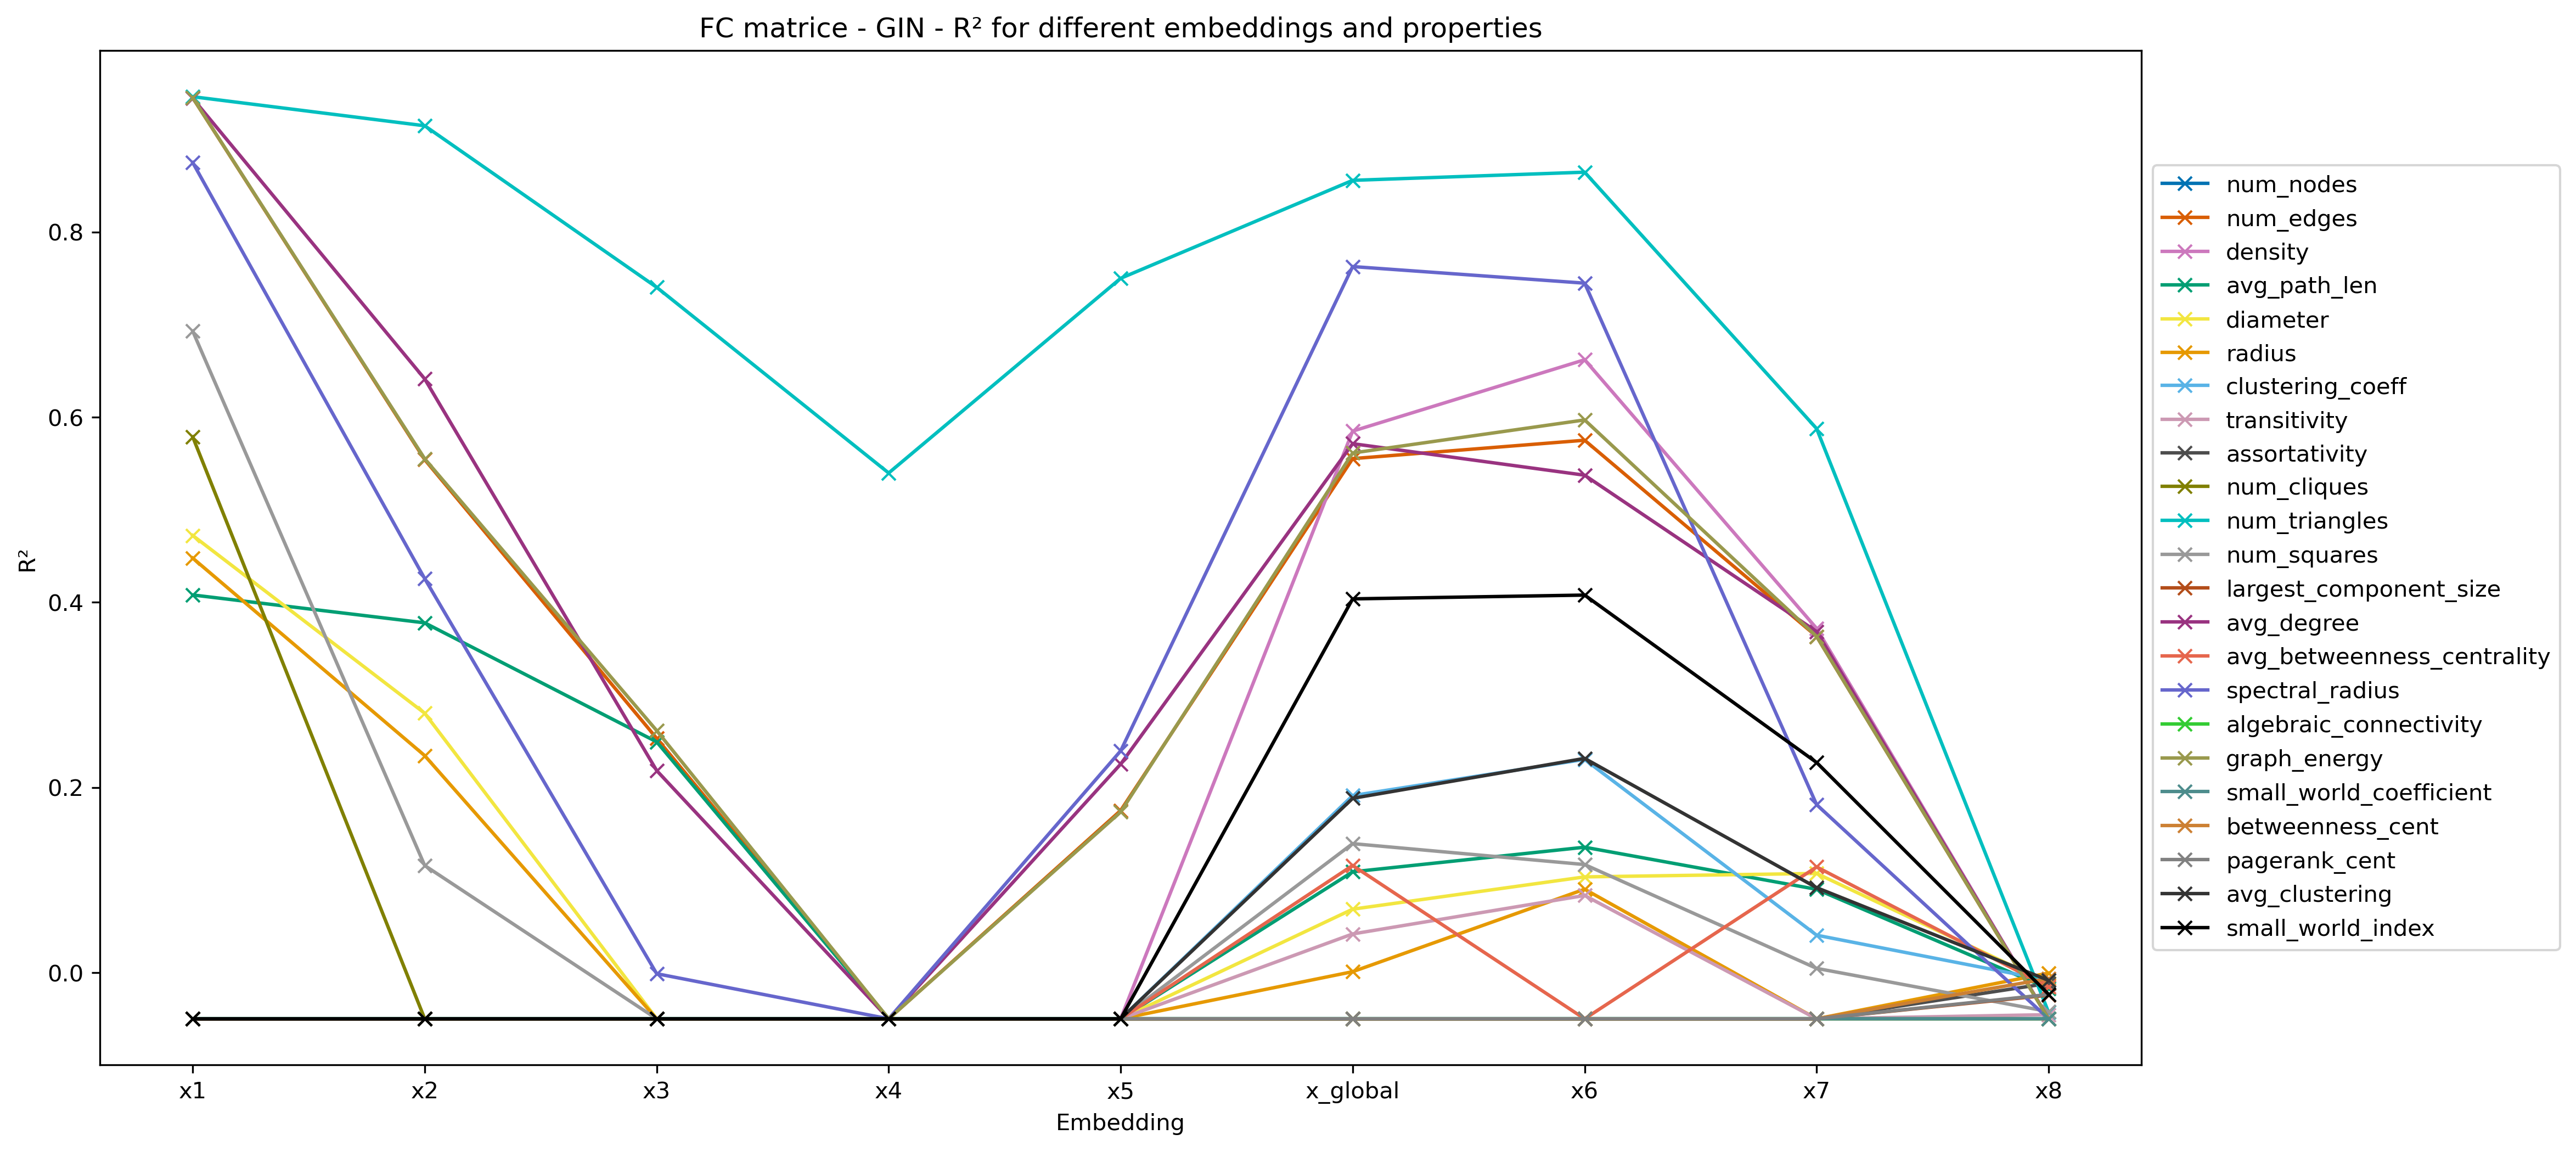 FC matrice - GIN - R² for different embeddings and properties
R²
0.8
0.6
0.4
0.2
0.0
x1 x2 x3 x4 x5 x_global x6 x7 x8
Embedding
num_nodes
num_edges
density
avg_path_len
diameter
radius
clustering_coeff
transitivity
assortativity
num_cliques
num_triangles
num_squares
largest_component_size
avg_degree
avg_betweenness_centrality
spectral_radius
algebraic_connectivity
graph_energy
small_world_coefficient
betweenness_cent
pagerank_cent
avg_clustering
small_world_index